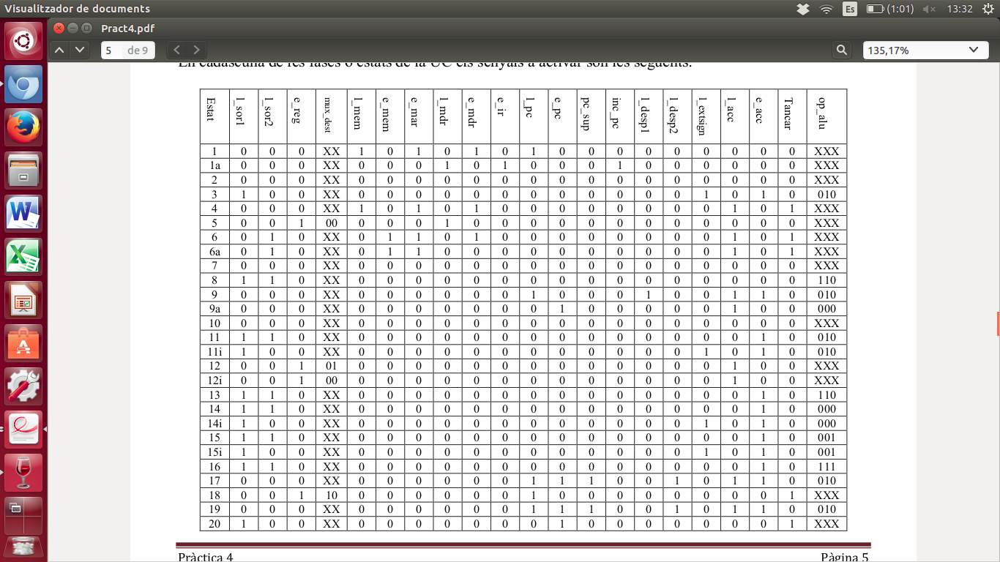 Visualitzador de documents
Es
(1:01)
13:32
Pract4.pdf
5 de 9
135,17%
En cadascuna de les fases o estats de la UC els senyals a activar són les següents:
Estat l_sor1 l_sor2 e_reg mux_dest l_mem e_mem e_mar l_mdr e_mdr e_ir l_pc e_pc pc_sup inc_pc l_desp1 l_desp2 l_extsign l_acc e_acc Tancar op_alu
1 0 0 0 XX 1 0 1 0 1 0 1 0 0 0 0 0 0 0 0 0 XXX
1a 0 0 0 XX 0 0 0 1 0 1 0 0 0 1 0 0 0 0 0 0 XXX
2 0 0 0 XX 0 0 0 0 0 0 0 0 0 0 0 0 0 0 0 0 XXX
3 1 0 0 XX 0 0 0 0 0 0 0 0 0 0 0 0 1 0 1 0 010
4 0 0 0 XX 1 0 1 0 1 0 0 0 0 0 0 0 0 1 0 1 XXX
5 0 0 1 00 0 0 0 1 0 0 0 0 0 0 0 0 0 0 0 0 XXX
6 0 1 0 XX 0 1 1 0 1 0 0 0 0 0 0 0 0 1 0 1 XXX
6a 0 1 0 XX 0 1 1 0 0 0 0 0 0 0 0 0 0 1 0 1 XXX
7 0 0 0 XX 0 0 0 0 0 0 0 0 0 0 0 0 0 0 0 0 XXX
8 1 1 0 XX 0 0 0 0 0 0 0 0 0 0 0 0 0 0 0 0 110
9 0 0 0 XX 0 0 0 0 0 0 1 0 0 0 1 0 0 1 1 0 010
9a 0 0 0 XX 0 0 0 0 0 0 0 1 0 0 0 0 0 1 0 0 000
10 0 0 0 XX 0 0 0 0 0 0 0 0 0 0 0 0 0 0 0 0 XXX
11 1 1 0 XX 0 0 0 0 0 0 0 0 0 0 0 0 0 0 1 0 010
11i 1 0 0 XX 0 0 0 0 0 0 0 0 0 0 0 0 1 0 1 0 010
12 0 0 1 01 0 0 0 0 0 0 0 0 0 0 0 0 0 1 0 0 XXX
12i 0 0 1 00 0 0 0 0 0 0 0 0 0 0 0 0 0 1 0 0 XXX
13 1 1 0 XX 0 0 0 0 0 0 0 0 0 0 0 0 0 0 1 0 110
14 1 1 0 XX 0 0 0 0 0 0 0 0 0 0 0 0 0 0 1 0 000
14i 1 0 0 XX 0 0 0 0 0 0 0 0 0 0 0 0 1 0 1 0 000
15 1 1 0 XX 0 0 0 0 0 0 0 0 0 0 0 0 0 0 1 0 001
15i 1 0 0 XX 0 0 0 0 0 0 0 0 0 0 0 0 1 0 1 0 001
16 1 1 0 XX 0 0 0 0 0 0 0 0 0 0 0 0 0 0 1 0 111
17 0 0 0 XX 0 0 0 0 0 0 1 1 1 0 0 1 0 1 1 0 010
18 0 0 1 10 0 0 0 0 0 0 1 0 0 0 0 0 0 0 0 1 XXX
19 0 0 0 XX 0 0 0 0 0 0 1 1 1 0 0 1 0 1 1 0 010
20 1 0 0 XX 0 0 0 0 0 0 0 1 0 0 0 0 0 0 0 1 XXX
Pràctica 4
Pàgina 5